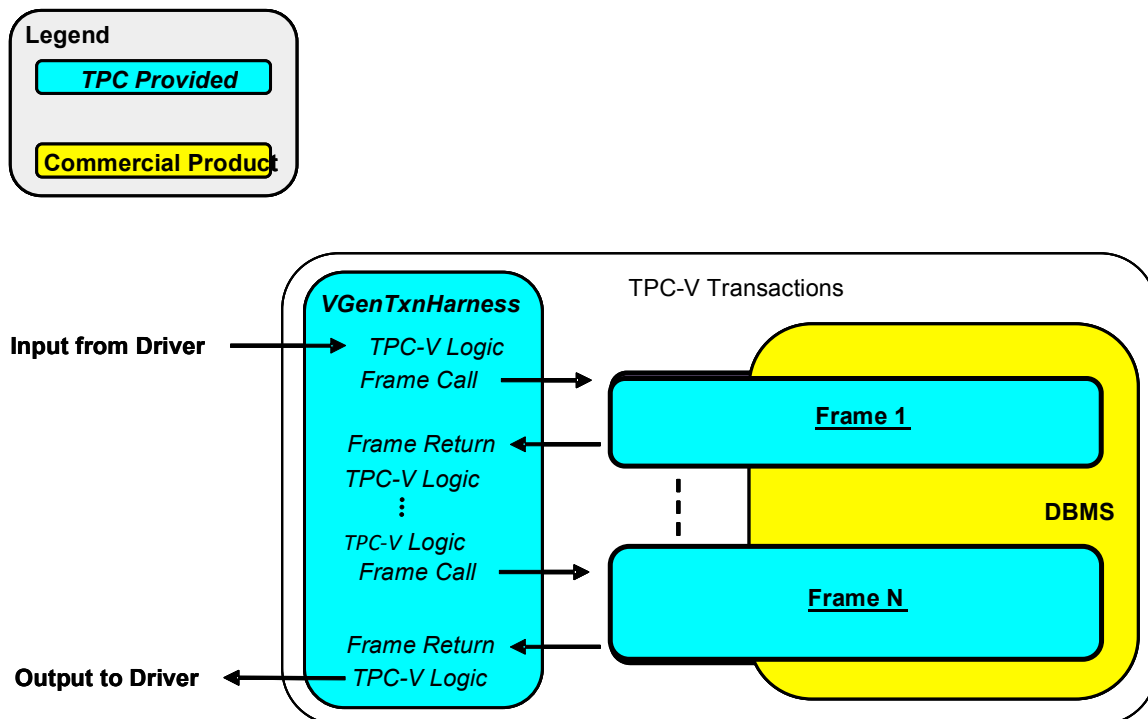 Legend
TPC Provided
Commercial Product
TPC-V Transactions
VGenTxnHarness
Input from Driver
TPC-V Logic
Frame Call
Frame 1
Frame Return
TPC-V Logic
DBMS
TPC-V Logic
Frame Call
Frame N
Frame Return
Output to Driver
TPC-V Logic